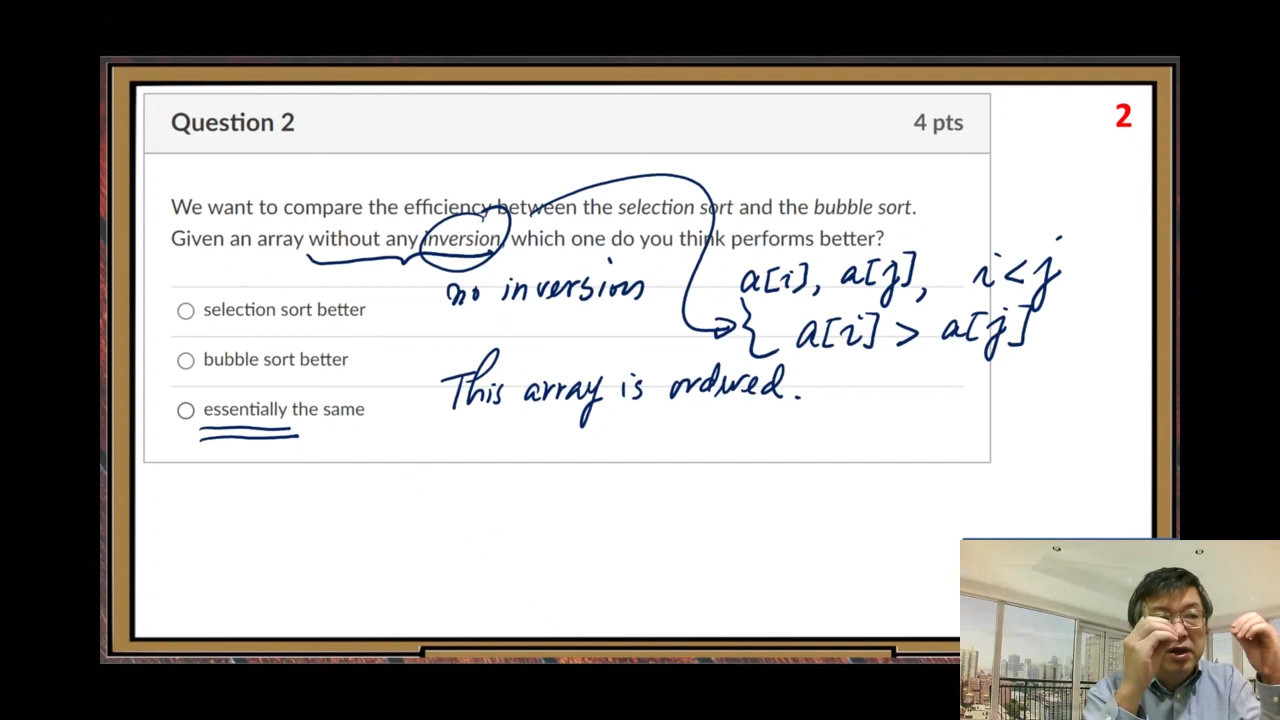 Question 2
4 pts
2
We want to compare the efficiency between the selection sort and the bubble sort.
Given an array without any inversion, which one do you think performs better?
a[i], a[j], i < j
no inversion
selection sort better
{ a[i] > a[j]
bubble sort better
This array is ordured.
essentially the same